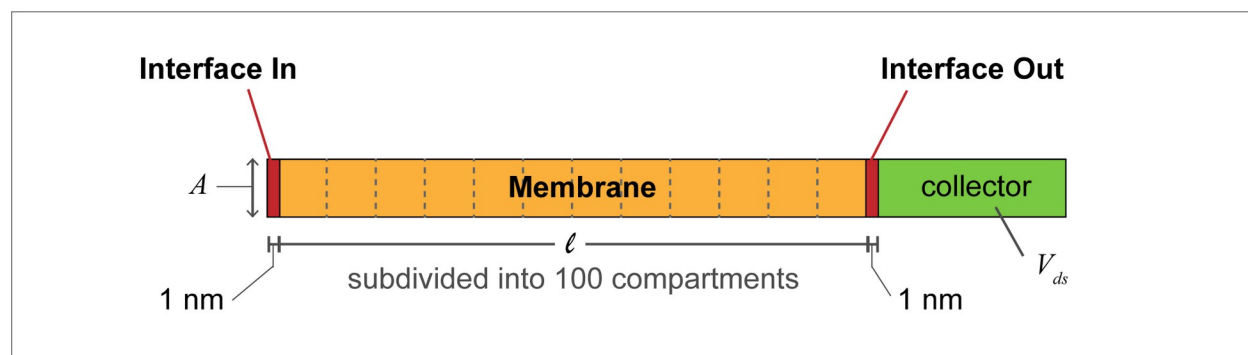 Interface In
Interface Out
A
Membrane
collector
ℓ
subdivided into 100 compartments
V_ds
1 nm
1 nm